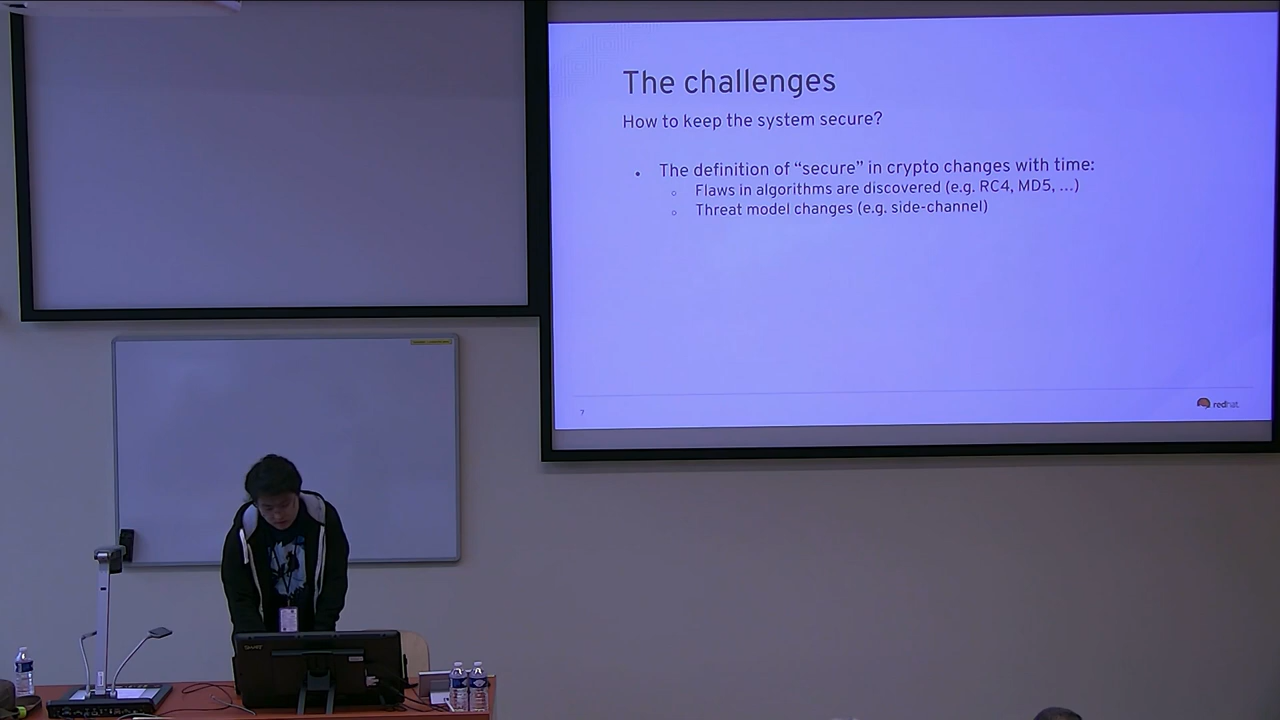 The challenges
How to keep the system secure?
The definition of “secure” in crypto changes with time:
Flaws in algorithms are discovered (e.g. RC4, MD5, ...)
Threat model changes (e.g. side-channel)
7
redhat.